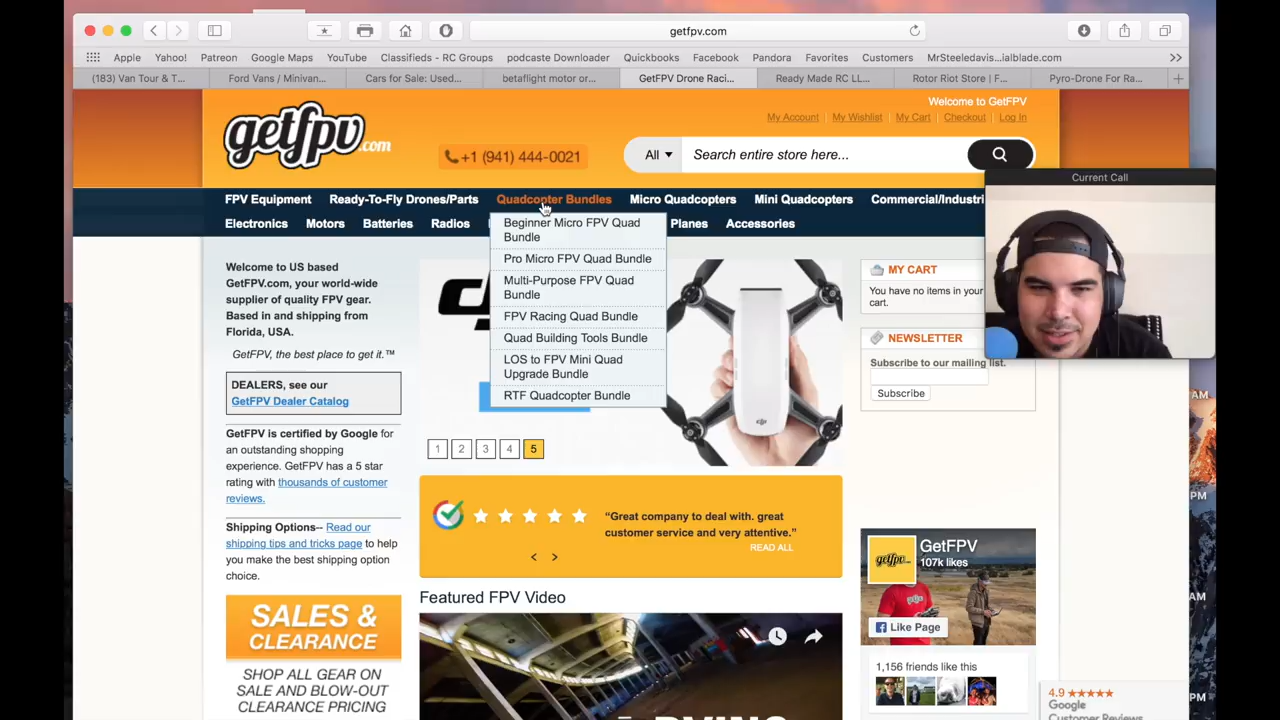 getfpv.com
Apple Yahoo! Patreon Google Maps YouTube Classifieds - RC Groups podcaste Downloader Quickbooks Facebook Pandora Favorites Customers MrSteeledavis...ialblade.com
(183) Van Tour & T... Ford Vans / Minivan... Cars for Sale: Used... betaflight motor or... GetFPV Drone Raci... Ready Made RC LL... Rotor Riot Store | F... Pyro-Drone For Ra...
getfpv.com
+1 (941) 444-0021
Welcome to GetFPV
My Account My Wishlist My Cart Checkout Log In
All Search entire store here...
FPV Equipment Ready-To-Fly Drones/Parts Quadcopter Bundles Micro Quadcopters Mini Quadcopters Commercial/Industri
Electronics Motors Batteries Radios Planes Accessories
Beginner Micro FPV Quad
Bundle
Pro Micro FPV Quad Bundle
Multi-Purpose FPV Quad
Bundle
FPV Racing Quad Bundle
Quad Building Tools Bundle
LOS to FPV Mini Quad
Upgrade Bundle
RTF Quadcopter Bundle
Current Call
Welcome to US based
GetFPV.com, your world-wide
supplier of quality FPV gear.
Based in and shipping from
Florida, USA.
GetFPV, the best place to get it.™
DEALERS, see our
GetFPV Dealer Catalog
GetFPV is certified by Google for
an outstanding shopping
experience. GetFPV has a 5 star
rating with thousands of customer
reviews.
Shipping Options-- Read our
shipping tips and tricks page to help
you make the best shipping option
choice.
SALES &
CLEARANCE
SHOP ALL GEAR ON
SALE AND BLOW-OUT
CLEARANCE PRICING
dji
1 2 3 4 5
“Great company to deal with. great
customer service and very attentive.”
READ ALL
Featured FPV Video
MY CART
You have no items in your
cart.
NEWSLETTER
Subscribe to our mailing list.
Subscribe
getfpv
GetFPV
107k likes
Like Page
1,156 friends like this
4.9
Google
Customer Reviews
AM
PM
AM
PM